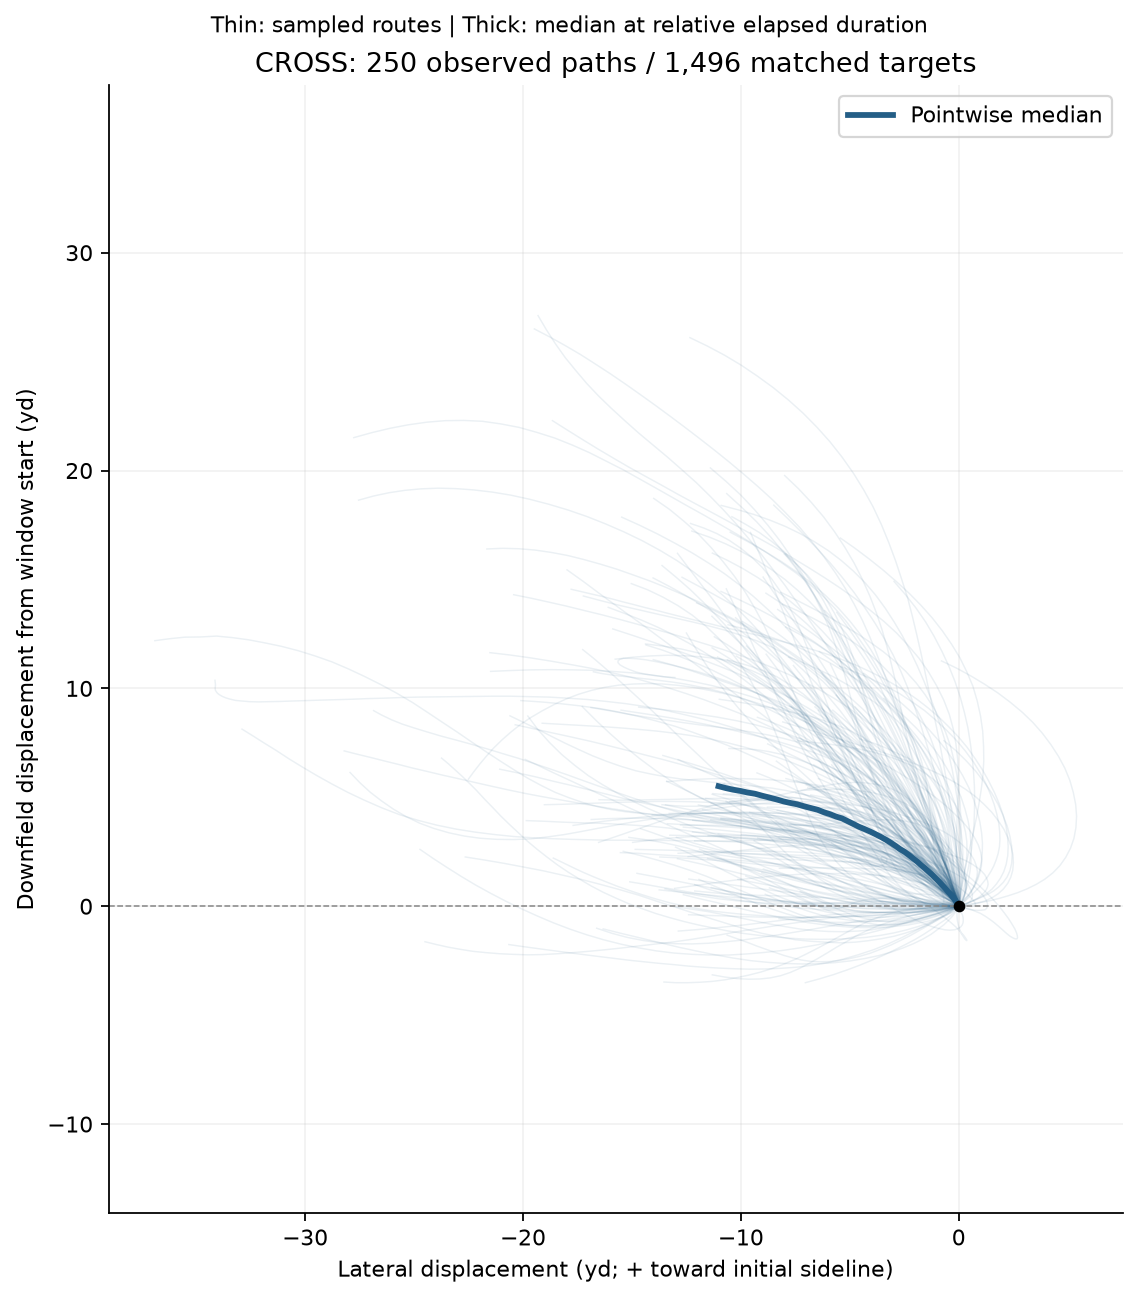 Thin: sampled routes | Thick: median at relative elapsed duration
CROSS: 250 observed paths / 1,496 matched targets
Pointwise median
Downfield displacement from window start (yd)
30
20
10
0
−10
−30
−20
−10
0
Lateral displacement (yd; + toward initial sideline)